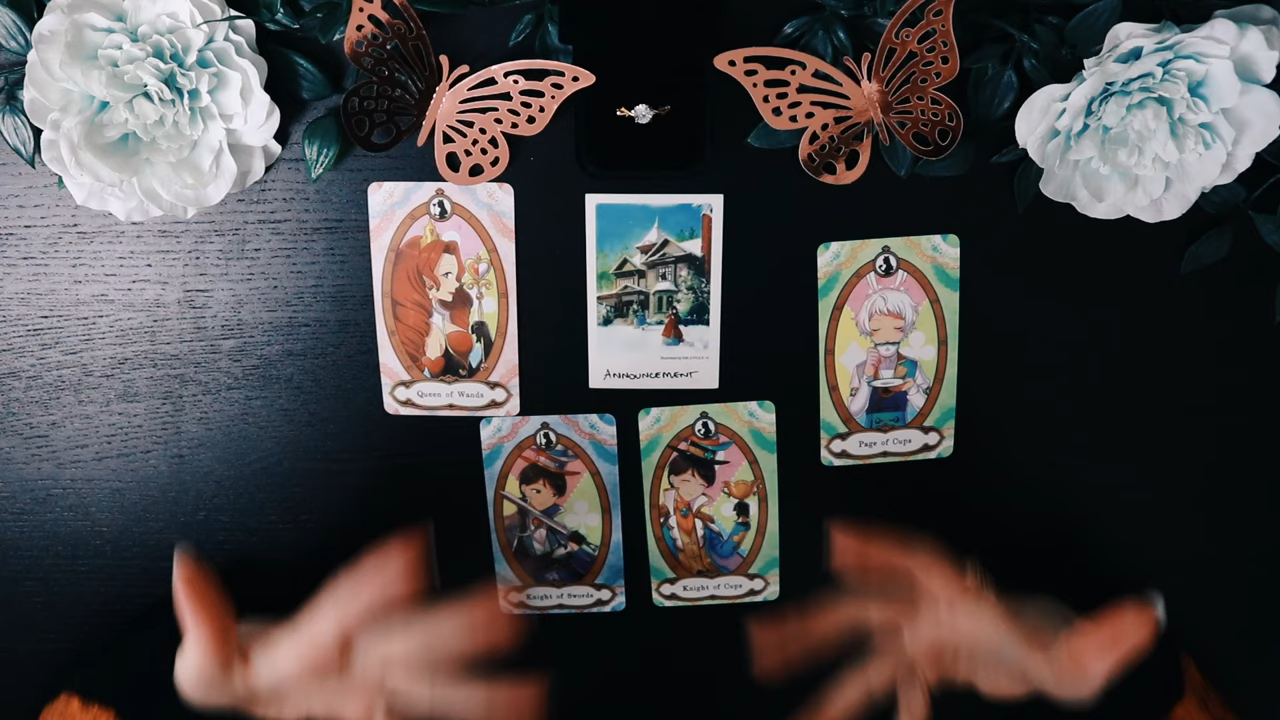 Queen of Wands
ANNOUNCEMENT
Page of Cups
Knight of Swords
Knight of Cups